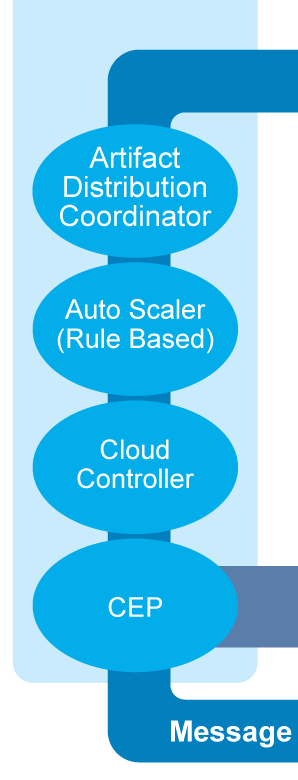 Artifact
Distribution
Coordinator
Auto Scaler
(Rule Based)
Cloud
Controller
CEP
Message